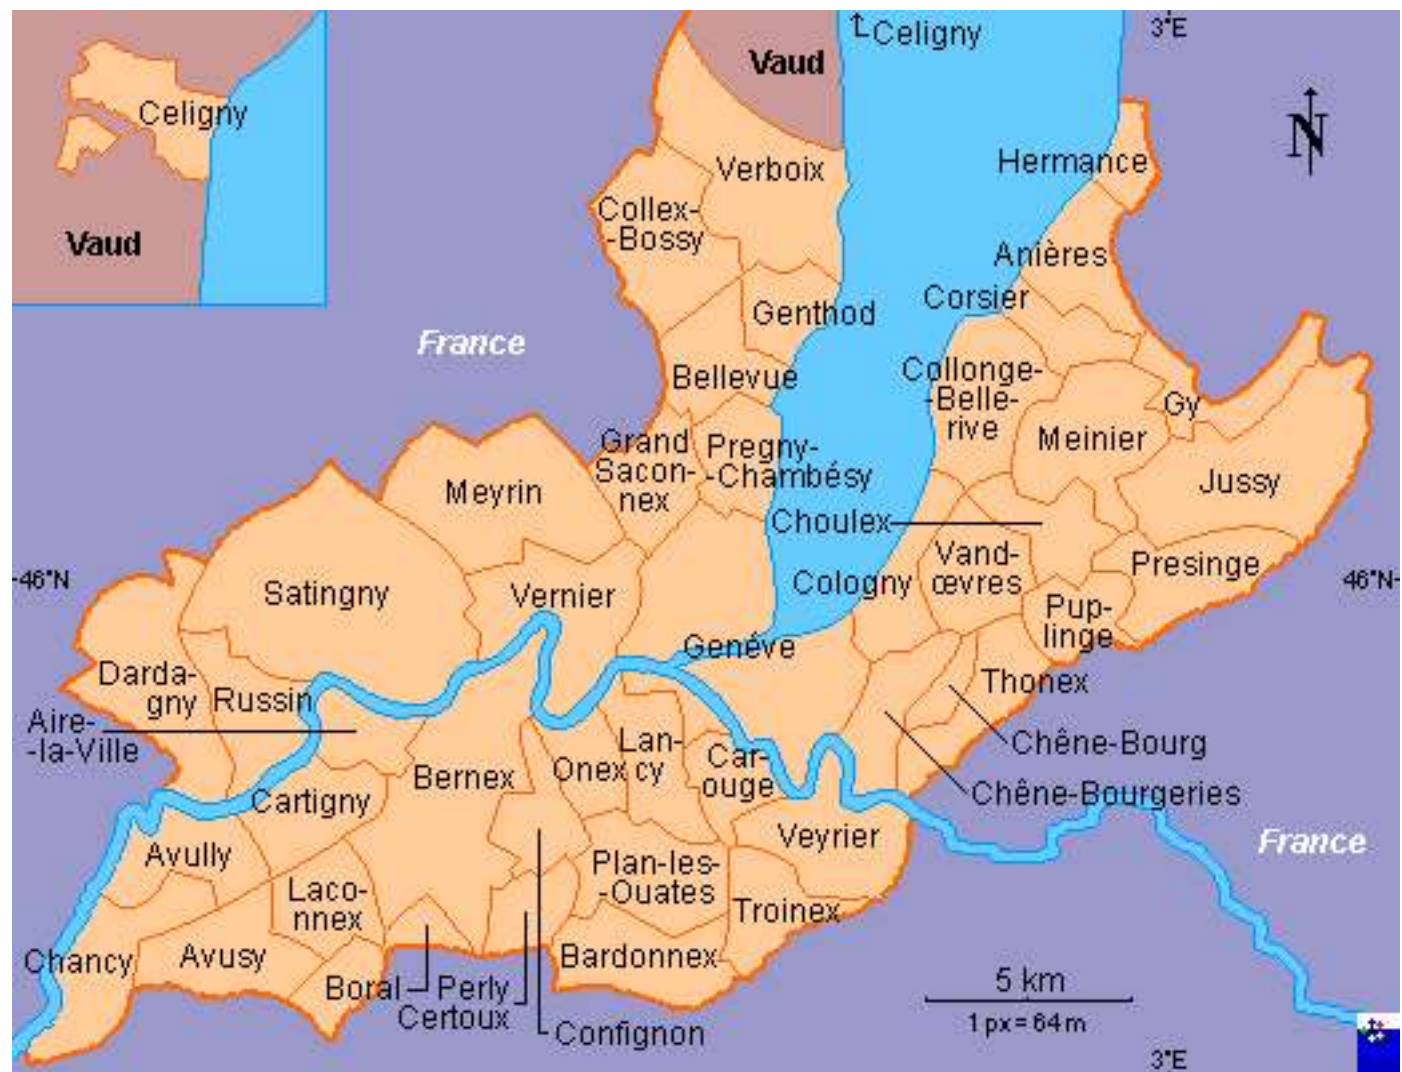 Celigny
Vaud
Vaud
Celigny
3°E
N
Verboix
Hermance
Collex-
-Bossy
Anières
Genthod
Corsier
France
Bellevue
Collonge-
-Belle-
rive
Gy
Meinier
Grand
Sacon-
nex
Pregny-
-Chambésy
Meyrin
Jussy
Choulex
46°N
Satingny
Vernier
Cologny
Vand-
œvres
Presinge
46°N
Pup-
linge
Genéve
Darda-
gny
Russin
Thonex
Aire-
-la-Ville
Lan-
cy
Chêne-Bourg
Bernex
Onex
Car-
ouge
Cartigny
Chêne-Bourgeries
Veyrier
France
Avully
Plan-les-
-Ouates
Laco-
nnex
Troinex
Chancy
Avusy
Bardonnex
Boral
Perly
Certoux
Confignon
5 km
1 px = 64 m
3°E